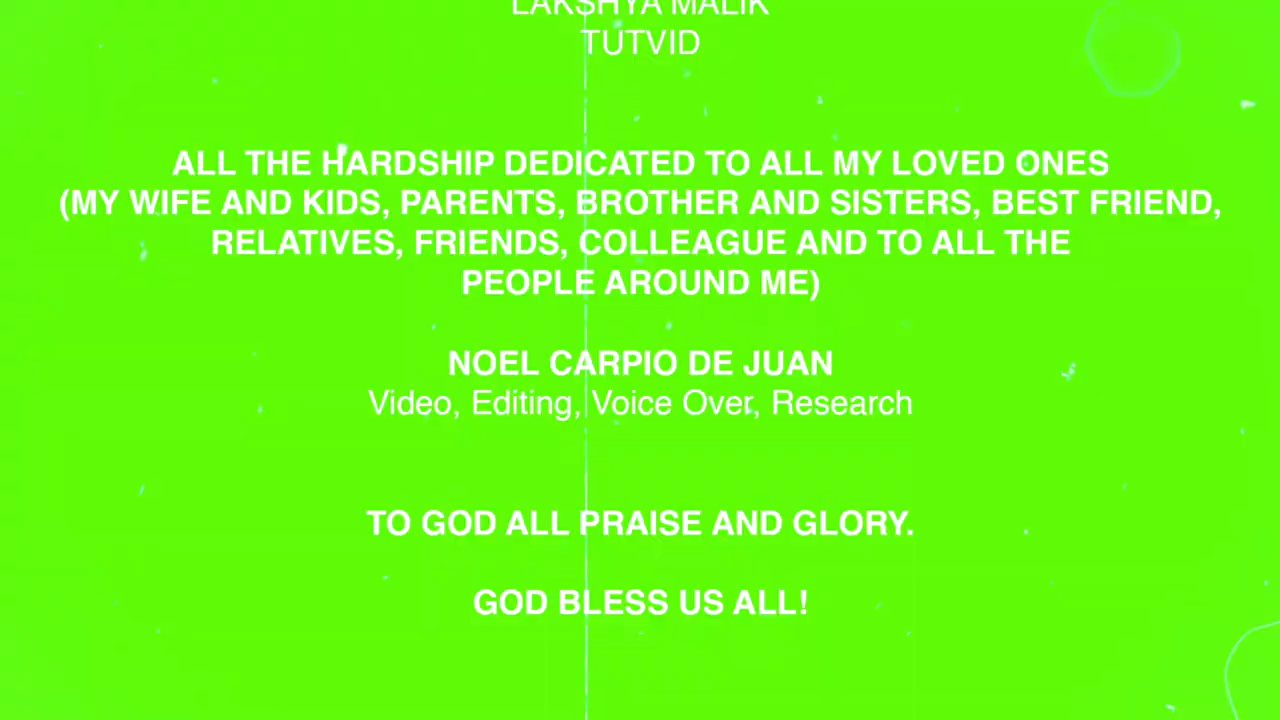 LAKSHYA MALIK
TUTVID
ALL THE HARDSHIP DEDICATED TO ALL MY LOVED ONES
(MY WIFE AND KIDS, PARENTS, BROTHER AND SISTERS, BEST FRIEND,
RELATIVES, FRIENDS, COLLEAGUE AND TO ALL THE
PEOPLE AROUND ME)
NOEL CARPIO DE JUAN
Video, Editing, Voice Over, Research
TO GOD ALL PRAISE AND GLORY.
GOD BLESS US ALL!